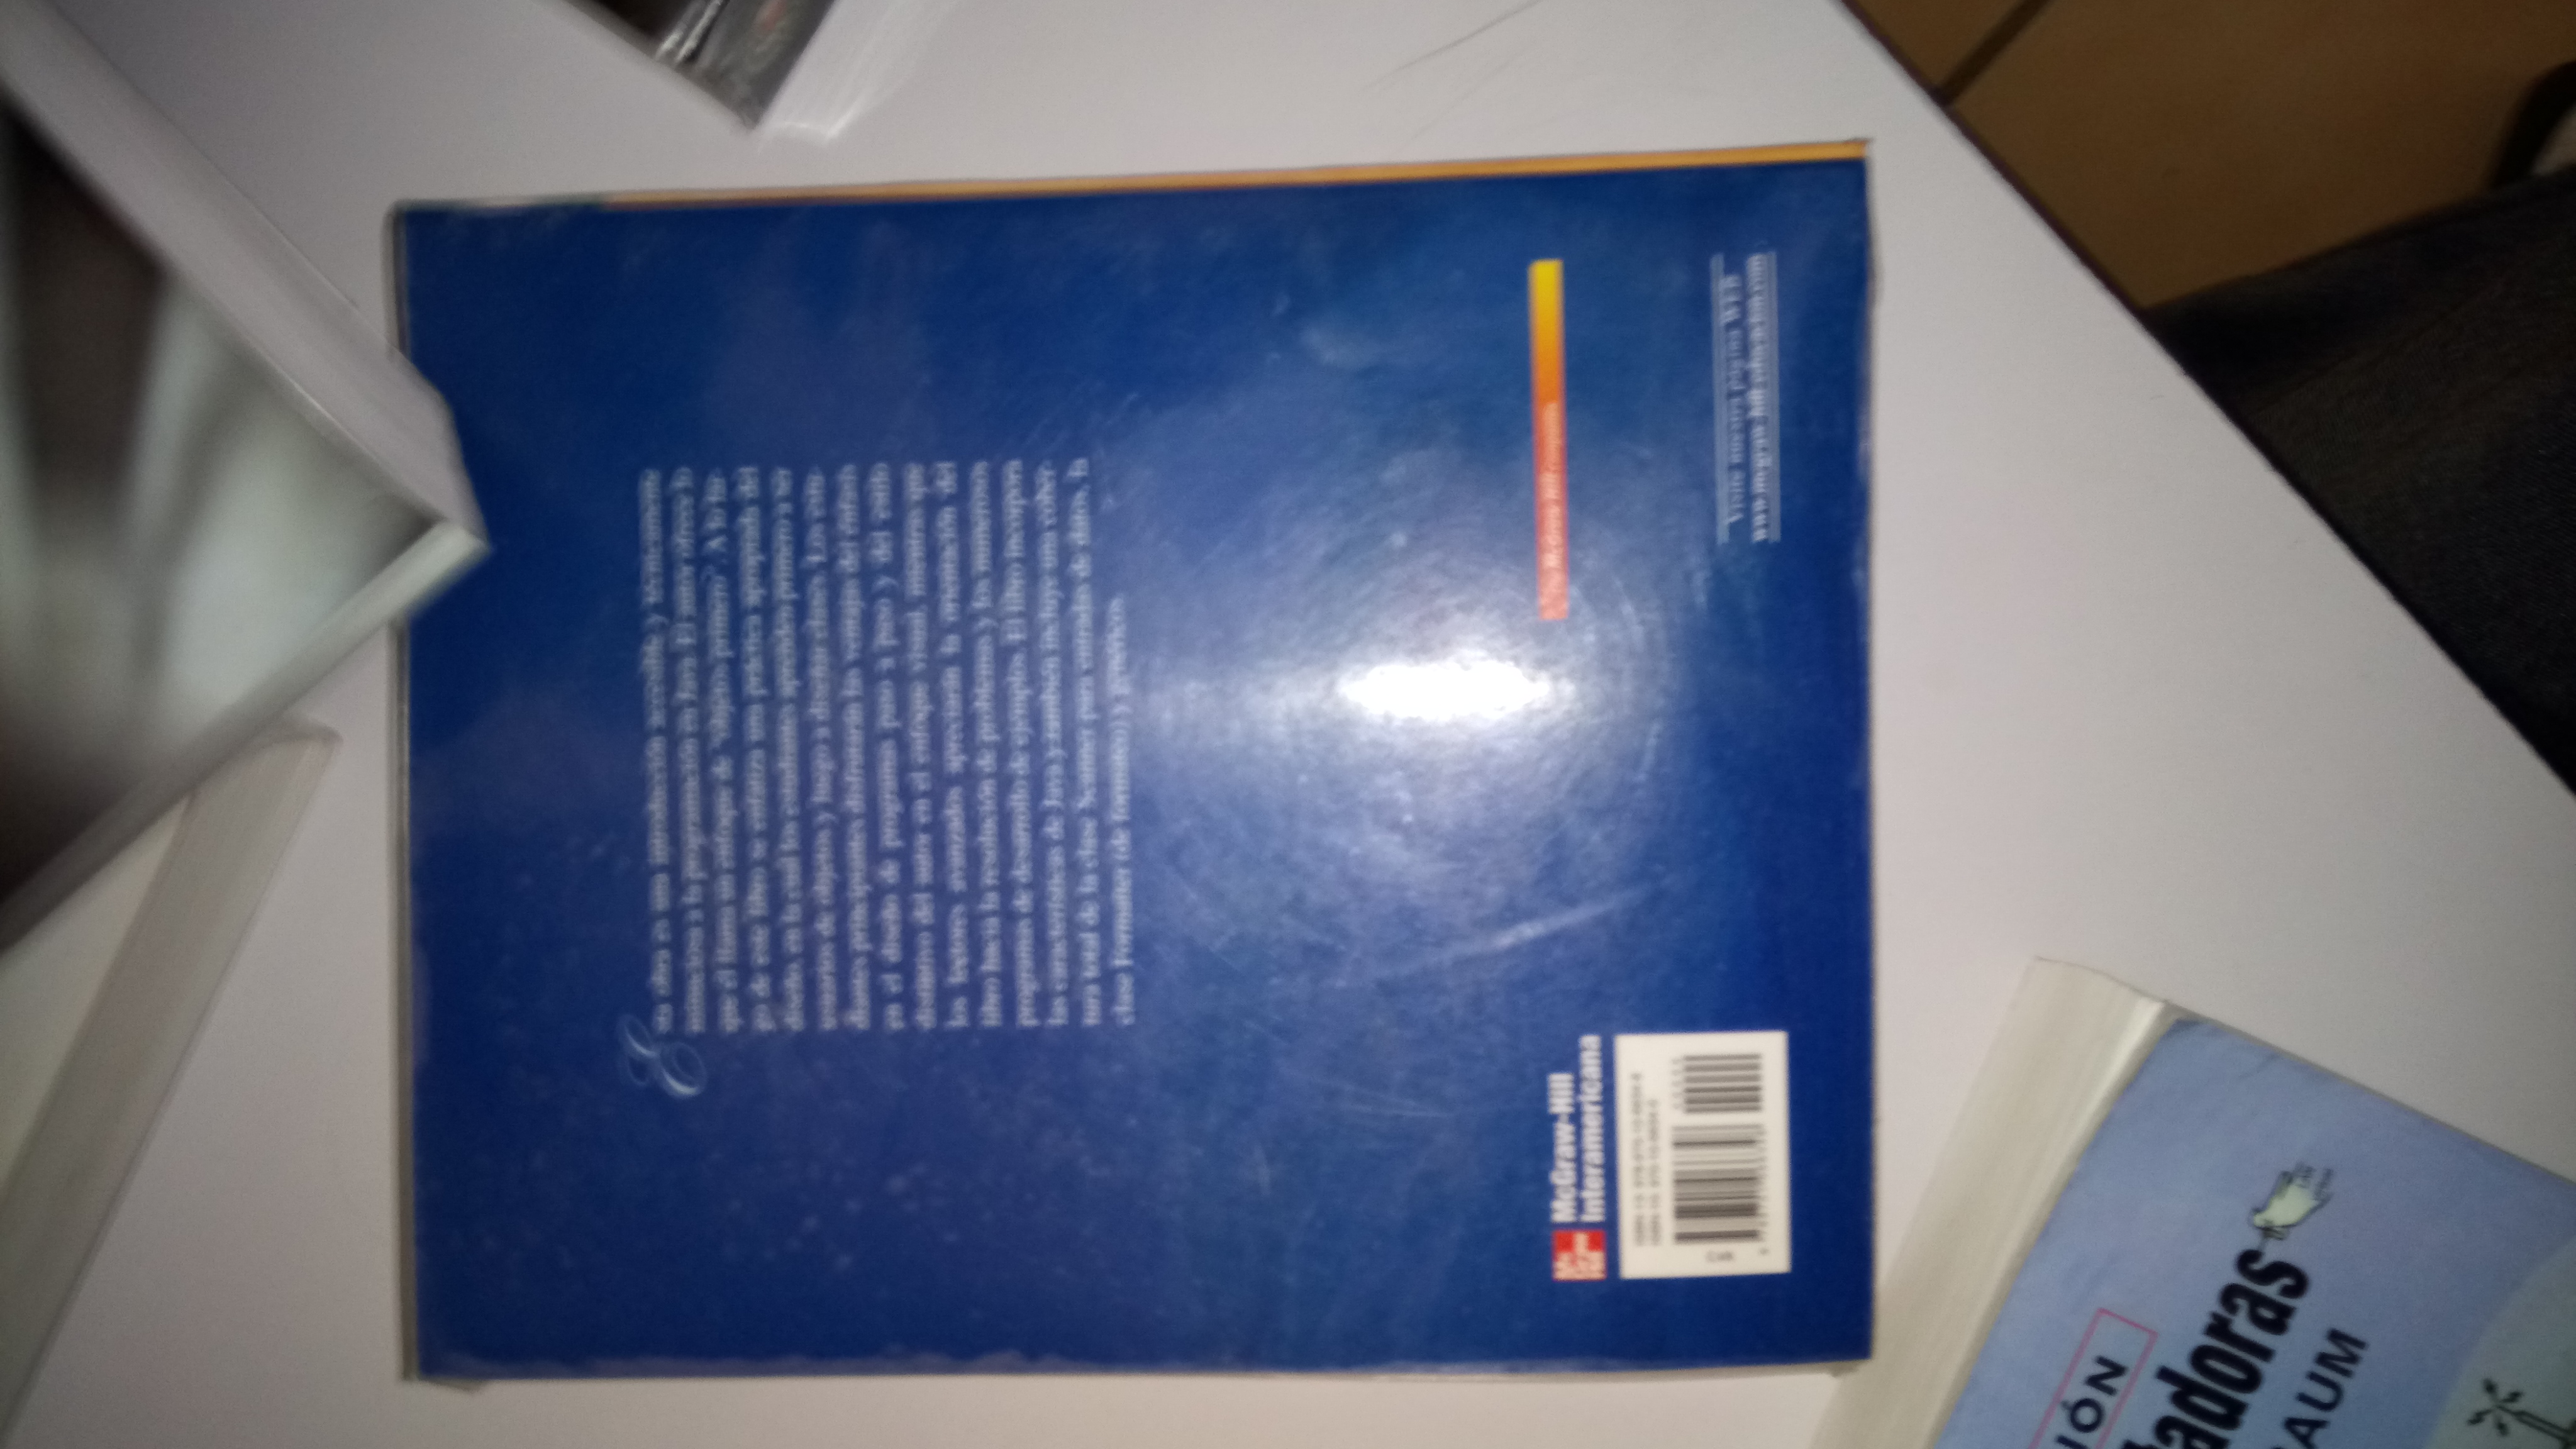 Esta obra es una introducción accesible y técnicamente
minuciosa a la programación en Java. El autor ofrece lo
que él llama un enfoque de "objetos primero". A lo lar-
go de este libro se enfatiza una práctica apropiada del
diseño, en la cual los estudiantes aprenden primero a ser
usuarios de objetos y luego a diseñar clases. Los estu-
diantes principiantes disfrutarán las ventajas del énfasis
en el diseño de programas paso a paso y del estilo
distintivo del autor en el enfoque visual, mientras que
los lectores avanzados apreciarán la orientación del
libro hacia la resolución de problemas y los numerosos
programas de desarrollo de ejemplos. El libro incorpora
las características de Java y también incluye una cober-
tura total de la clase Scanner para entradas de datos, la
clase Formatter (de formateo) y genéricos.
Mc
Graw
Hill
McGraw-Hill
Interamericana
The McGraw-Hill Companies
Visite nuestra página WEB
www.mcgraw-hill-educacion.com
IÓN
adoras
AUM